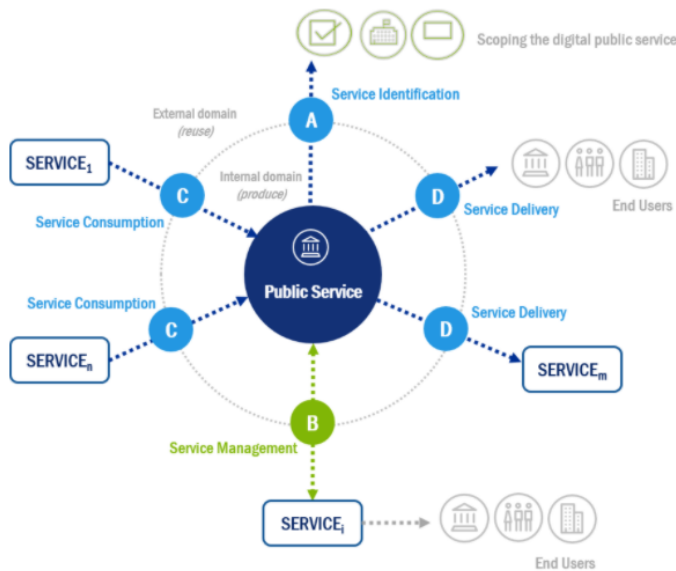 Scoping the digital public service
Service Identification
A
External domain
(reuse)
Internal domain
(produce)
SERVICE1
C
Service Consumption
D
Service Delivery
End Users
Public Service
Service Consumption
C
SERVICEn
Service Delivery
D
SERVICEm
B
Service Management
SERVICEi
End Users